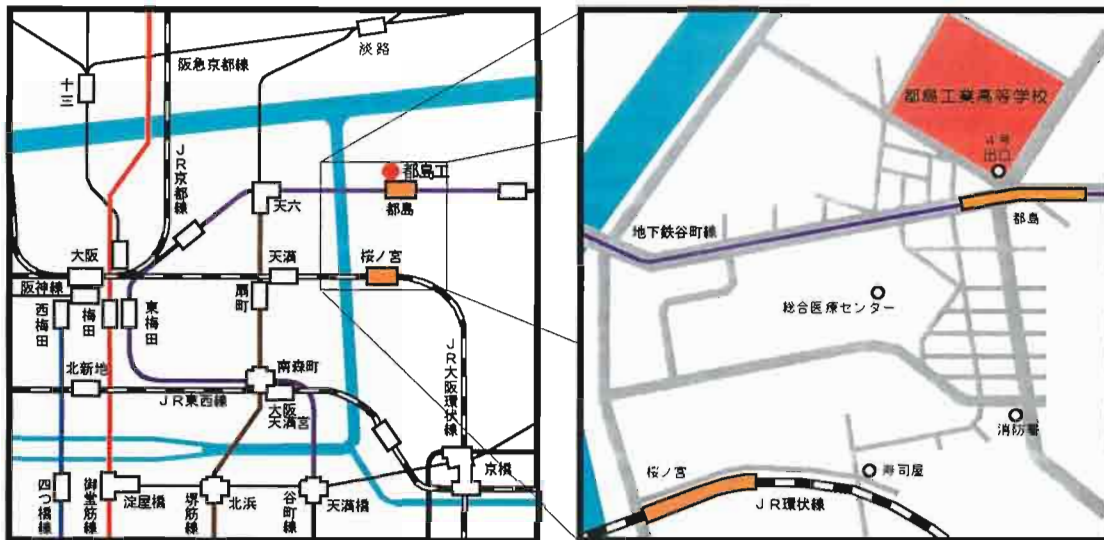 淡路
阪急京都線
十三
JR京都線
都島工
都島
天六
大阪
天満
桜ノ宮
阪神線
西梅田
梅田
東梅田
扇町
JR大阪環状線
北新地
南森町
JR東西線
大阪
天満宮
京橋
四つ橋線
御堂筋線
淀屋橋
堺筋線
北浜
谷町線
天満橋
都島工業高等学校
4号
出口
都島
地下鉄谷町線
総合医療センター
消防署
桜ノ宮
寿司屋
JR環状線